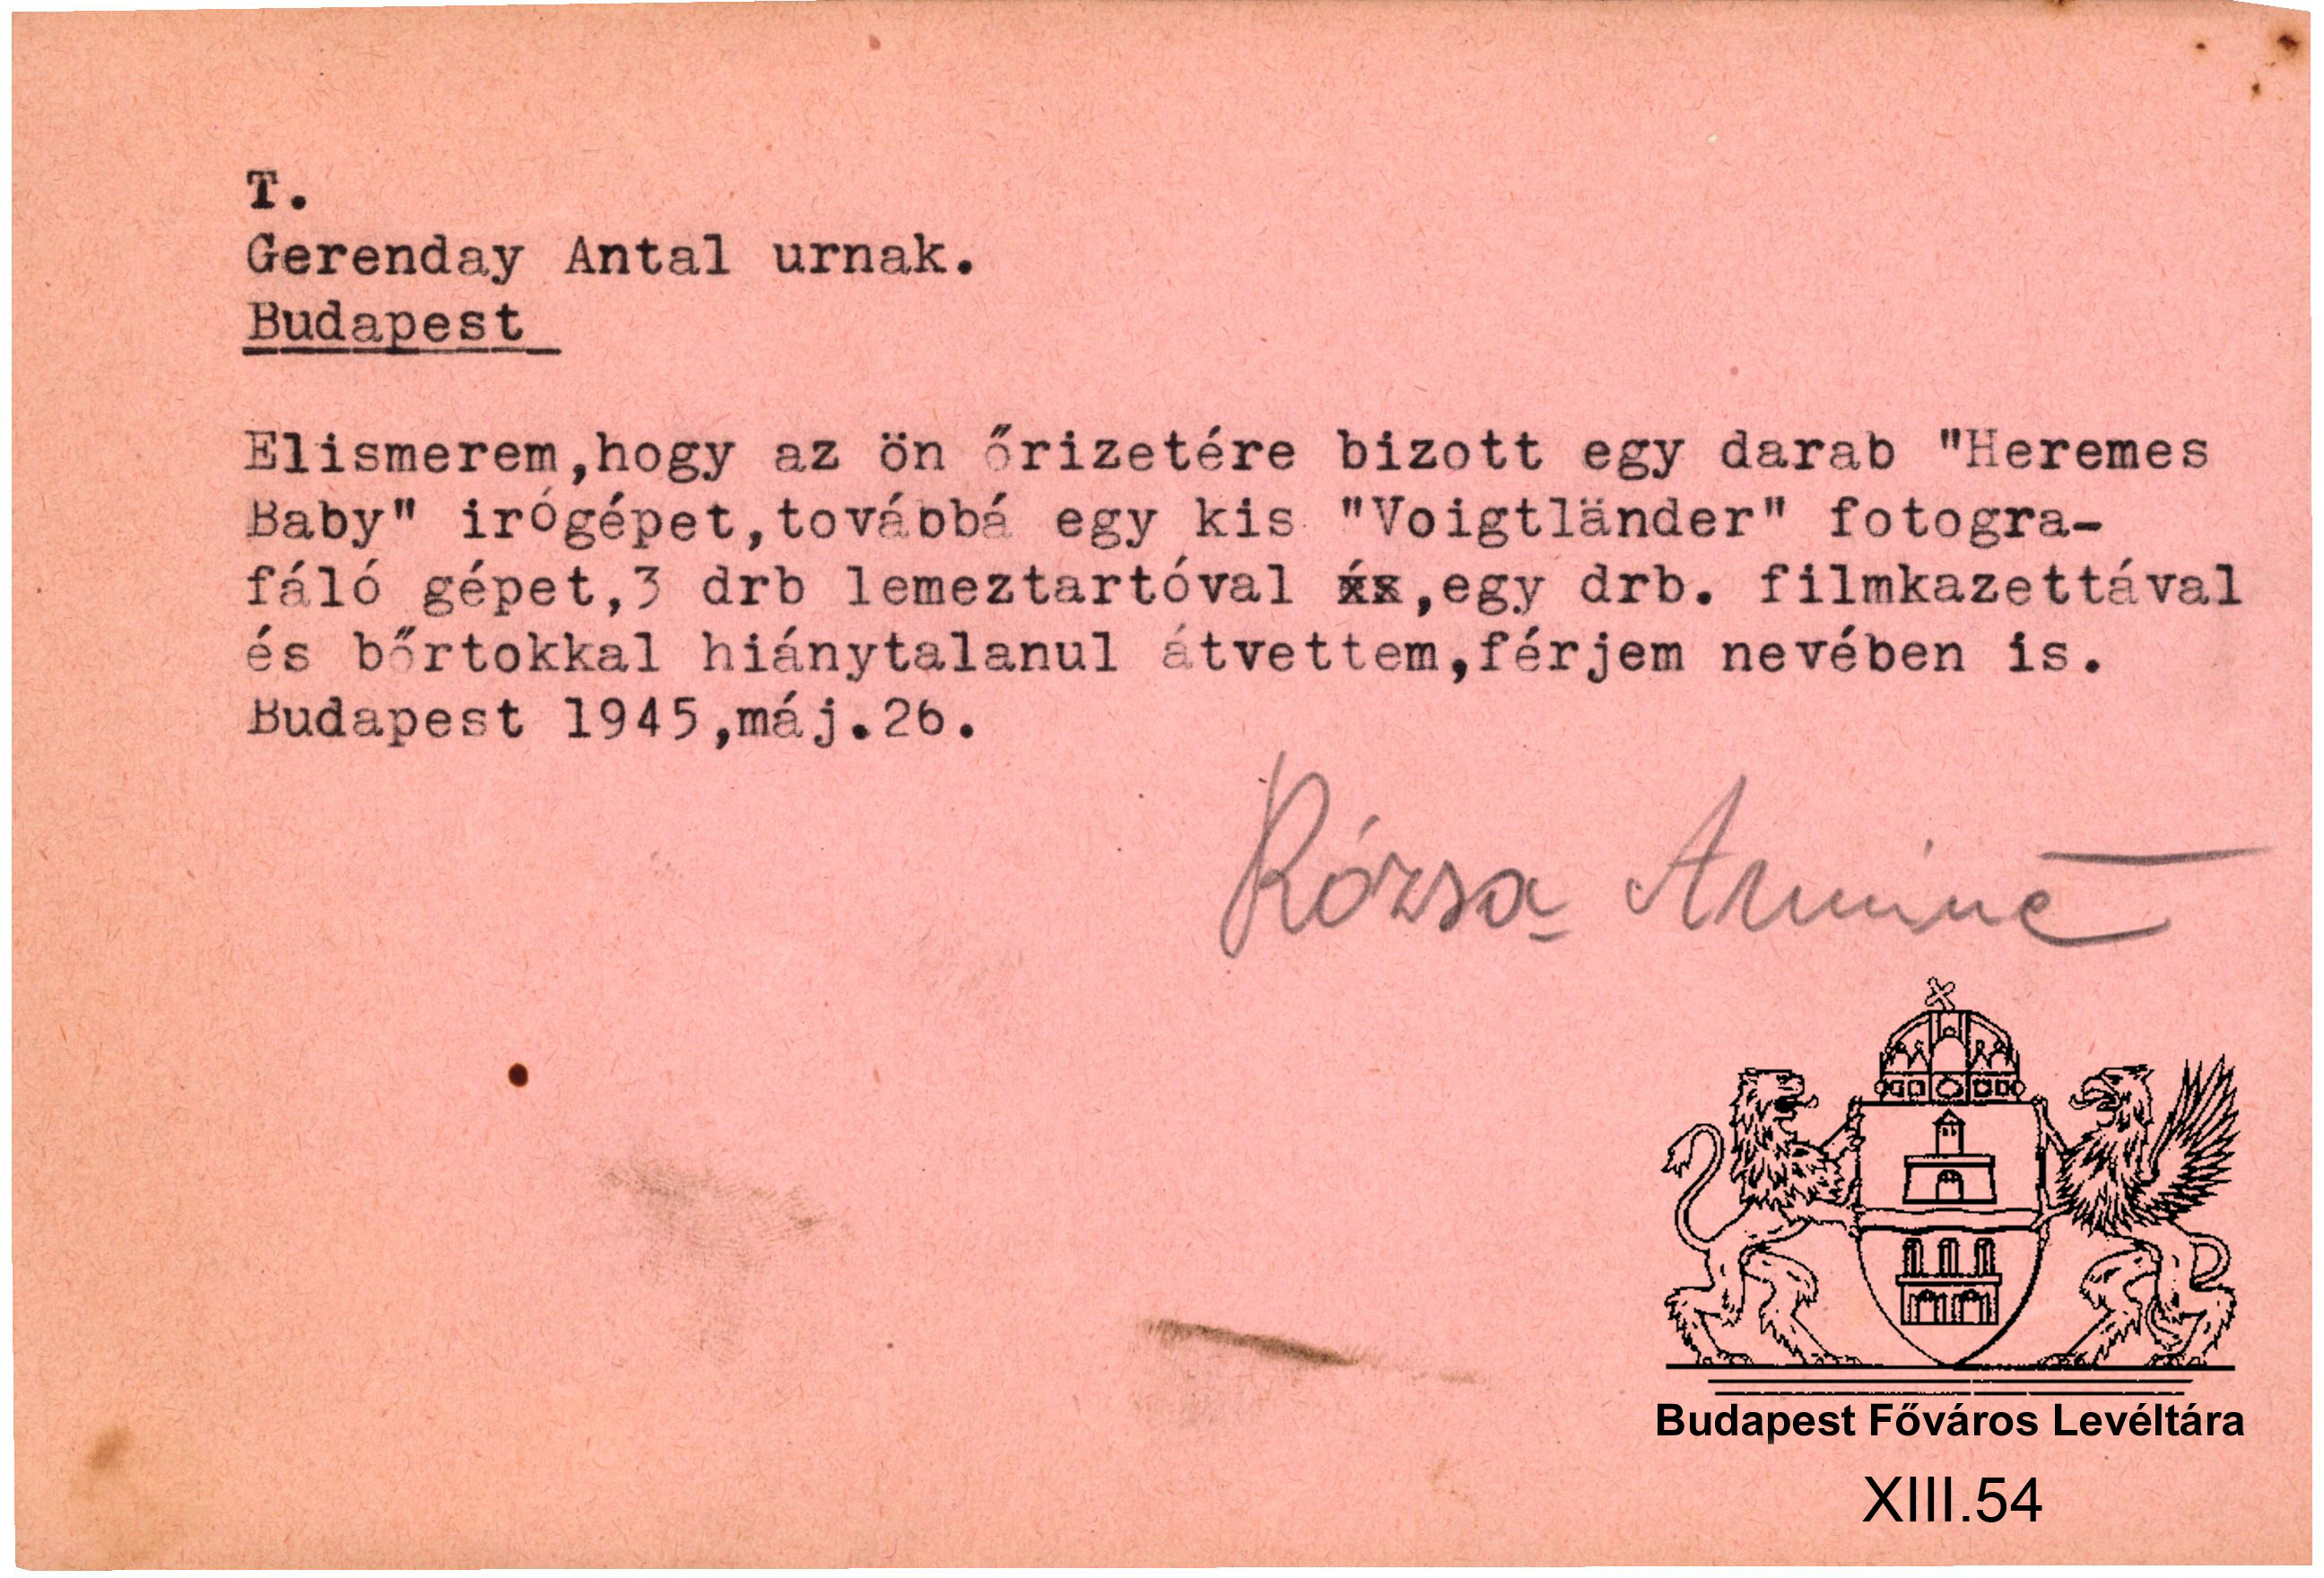 T.
Gerenday Antal urnak.
Budapest
Elismerem,hogy az ön őrizetére bizott egy darab "Heremes
Baby" irógépet,továbbá egy kis "Voigtländer" fotogra-
fáló gépet,3 drb lemeztartóval xx,egy drb. filmkazettával
és bőrtokkal hiánytalanul átvettem,férjem nevében is.
Budapest 1945,máj.26.
Rózsa Arminé
Budapest Főváros Levéltára
XIII.54